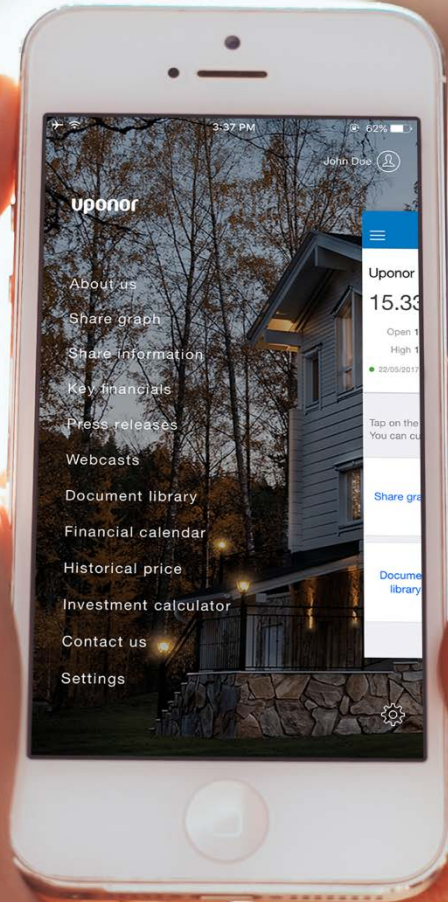 3:37 PM
62%
John Doe
uponor
About us
Share graph
Share information
Key financials
Press releases
Webcasts
Document library
Financial calendar
Historical price
Investment calculator
Contact us
Settings
Uponor
15.33
Open 1
High 1
22/05/2017
Tap on the
You can cu
Share gra
Docume
library